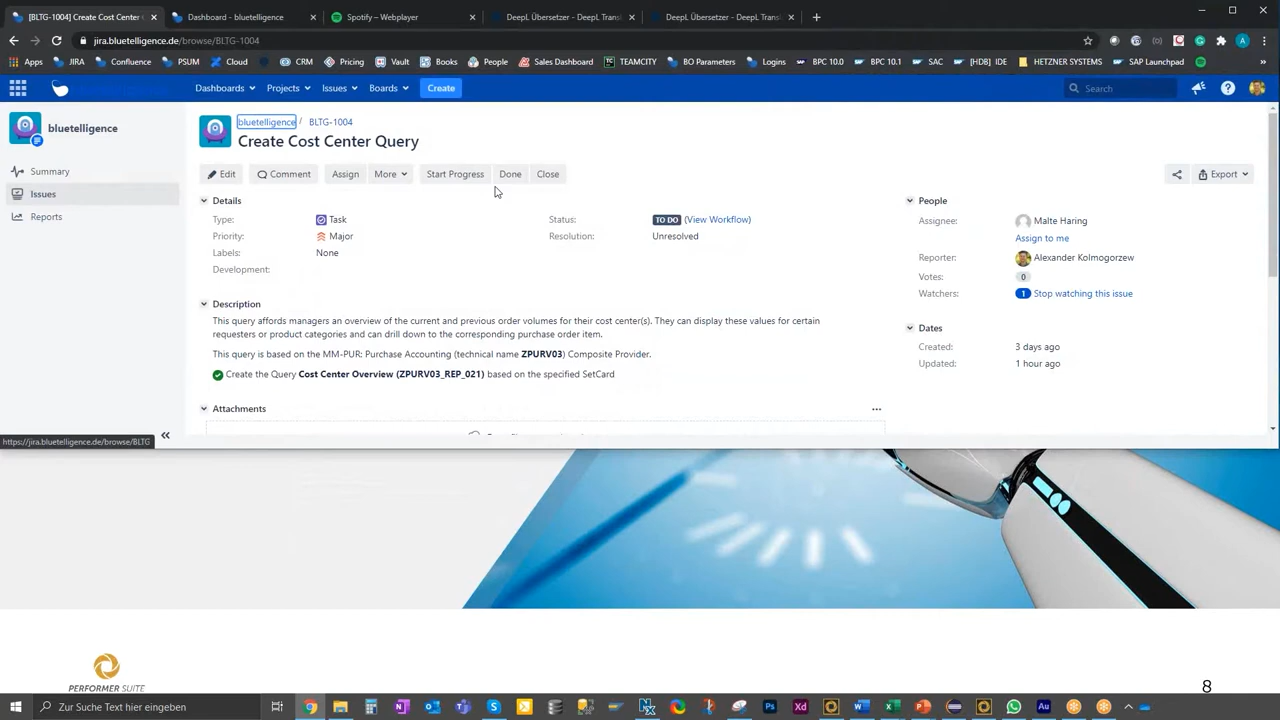 [BLTG-1004] Create Cost Center
Dashboard - bluetelligence
Spotify – Webplayer
DeepL Übersetzer - DeepL Transl
DeepL Übersetzer - DeepL Transl
jira.bluetelligence.de/browse/BLTG-1004
Apps JIRA Confluence PSUM Cloud CRM Pricing Vault Books People Sales Dashboard TEAMCITY BO Parameters Logins BPC 10.0 BPC 10.1 SAC [HDB] IDE HETZNER SYSTEMS SAP Launchpad
Dashboards Projects Issues Boards Create Search
bluetelligence
Summary
Issues
Reports
bluetelligence / BLTG-1004
Create Cost Center Query
Edit Comment Assign More Start Progress Done Close Export
Details
Type: Task
Priority: Major
Labels: None
Development:
Status: TO DO (View Workflow)
Resolution: Unresolved
People
Assignee: Malte Haring
Assign to me
Reporter: Alexander Kolmogorzew
Votes: 0
Watchers: 1 Stop watching this issue
Description
This query affords managers an overview of the current and previous order volumes for their cost center(s). They can display these values for certain
requesters or product categories and can drill down to the corresponding purchase order item.
This query is based on the MM-PUR: Purchase Accounting (technical name ZPURV03) Composite Provider.
Create the Query Cost Center Overview (ZPURV03_REP_021) based on the specified SetCard
Dates
Created: 3 days ago
Updated: 1 hour ago
Attachments
https://jira.bluetelligence.de/browse/BLTG
PERFORMER SUITE
8
Zur Suche Text hier eingeben